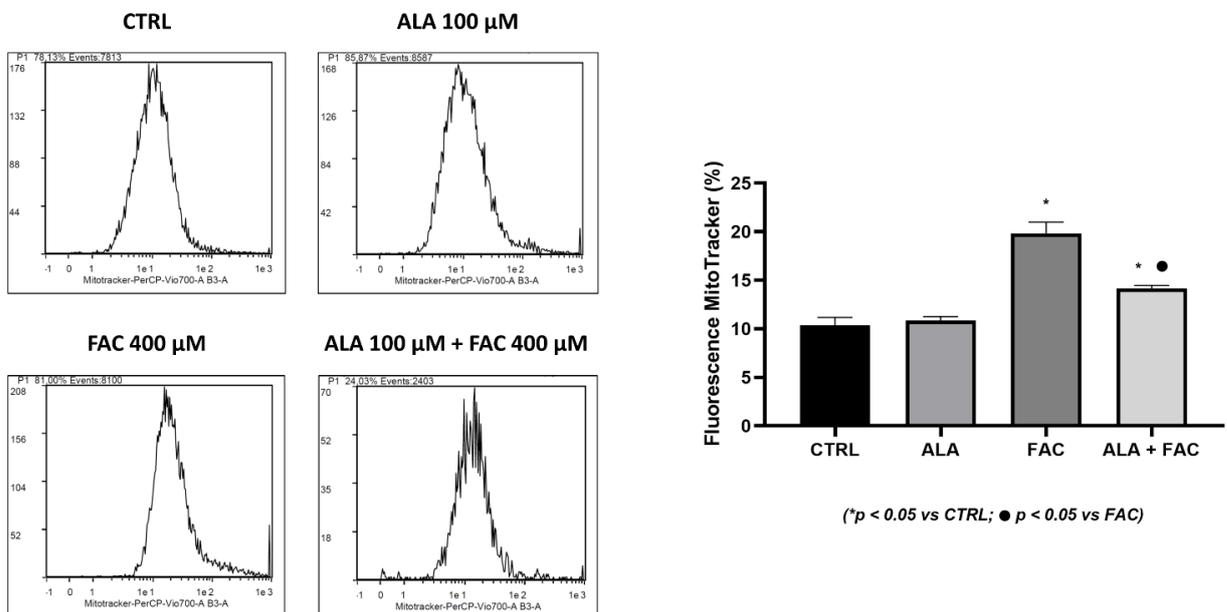 CTRL
P1 78,13% Events:7813
176
132
88
44
-1 0 1 1e1 1e2 1e3
Mitotracker-PerCP-Vio700-A B3-A
ALA 100 µM
P1 85,87% Events:8587
168
126
84
42
-1 0 1 1e1 1e2 1e3
Mitotracker-PerCP-Vio700-A B3-A
FAC 400 µM
P1 81,00% Events:8100
208
156
104
52
-1 0 1 1e1 1e2 1e3
Mitotracker-PerCP-Vio700-A B3-A
ALA 100 µM + FAC 400 µM
P1 24,03% Events:2403
70
52
35
18
-1 0 1 1e1 1e2 1e3
Mitotracker-PerCP-Vio700-A B3-A
Fluorescence MitoTracker (%)
25
20
15
10
5
0
*
* ●
CTRL ALA FAC ALA + FAC
(*p < 0.05 vs CTRL; ● p < 0.05 vs FAC)